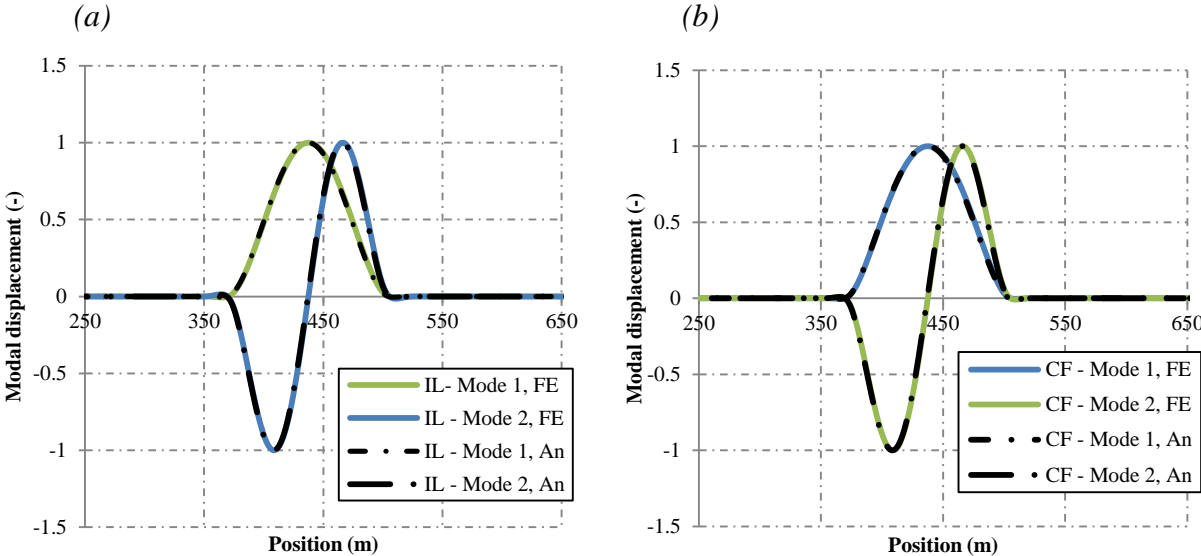 (a)
1.5
1
0.5
0
-0.5
-1
-1.5
250
350
450
550
650
Modal displacement (-)
Position (m)
IL- Mode 1, FE
IL - Mode 2, FE
IL - Mode 1, An
IL - Mode 2, An
(b)
1.5
1
0.5
0
-0.5
-1
-1.5
250
350
450
550
650
Modal displacement (-)
Position (m)
CF - Mode 1, FE
CF - Mode 2, FE
CF - Mode 1, An
CF - Mode 2, An